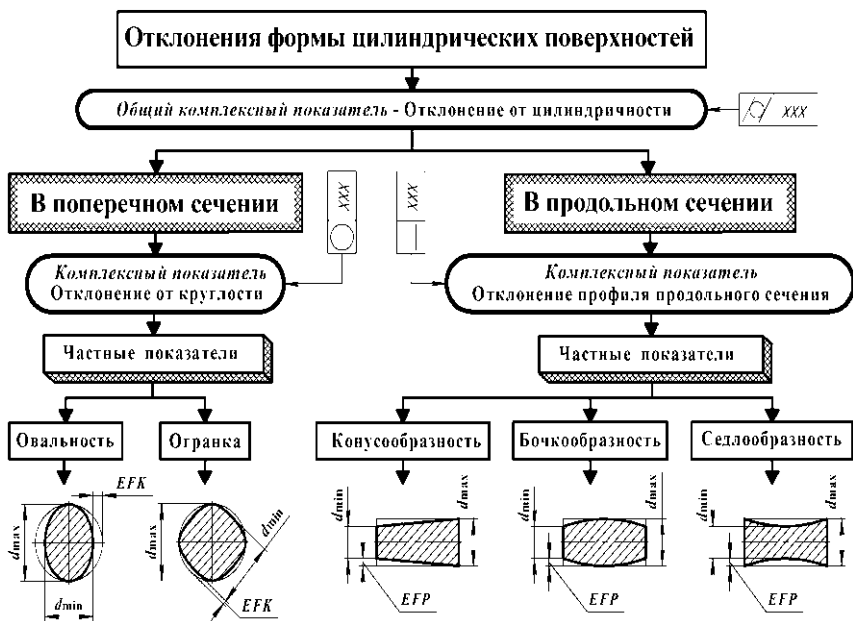 Отклонения формы цилиндрических поверхностей
Общий комплексный показатель - Отклонение от цилиндричности
XXX
В поперечном сечении
XXX
XXX
В продольном сечении
Комплексный показатель
Отклонение от круглости
Комплексный показатель
Отклонение профиля продольного сечения
Частные показатели
Частные показатели
Овальность
Огранка
Конусообразность
Бочкообразность
Седлообразность
EFK
dmax
dmin
dmax
dmin
EFK
dmin
dmax
EFP
dmin
dmax
EFP
dmin
dmax
EFP